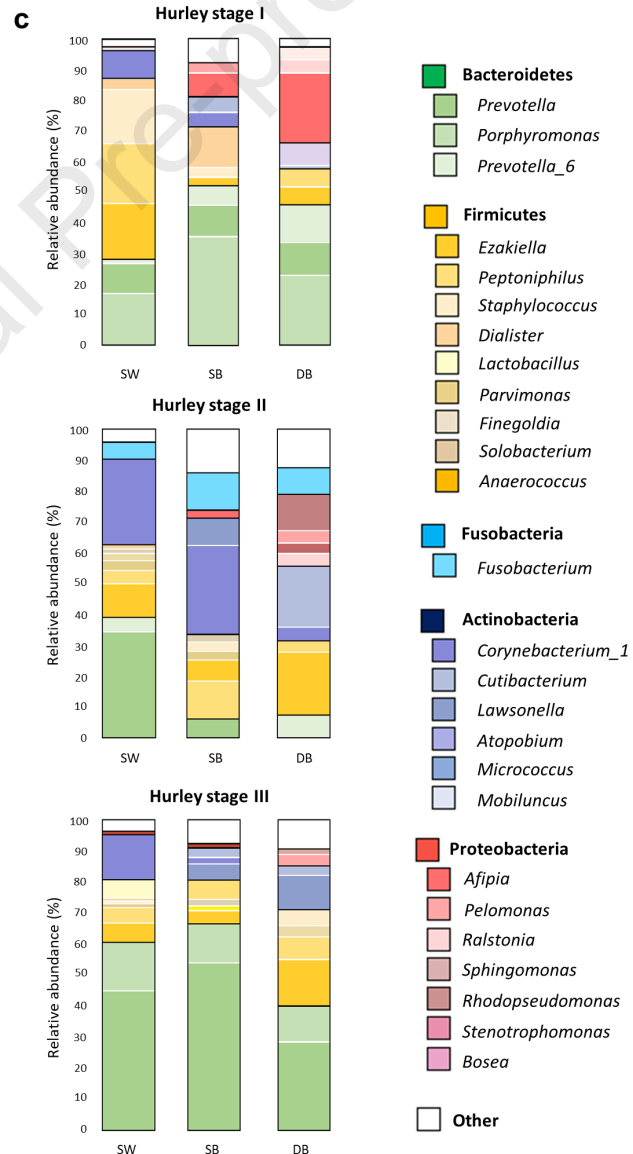 c
Hurley stage I
Relative abundance (%)
100
90
80
70
60
50
40
30
20
10
0
SW SB DB
Hurley stage II
Relative abundance (%)
100
90
80
70
60
50
40
30
20
10
0
SW SB DB
Hurley stage III
Relative abundance (%)
100
90
80
70
60
50
40
30
20
10
0
SW SB DB
Bacteroidetes
Prevotella
Porphyromonas
Prevotella_6
Firmicutes
Ezakiella
Peptoniphilus
Staphylococcus
Dialister
Lactobacillus
Parvimonas
Finegoldia
Solobacterium
Anaerococcus
Fusobacteria
Fusobacterium
Actinobacteria
Corynebacterium_1
Cutibacterium
Lawsonella
Atopobium
Micrococcus
Mobiluncus
Proteobacteria
Afipia
Pelomonas
Ralstonia
Sphingomonas
Rhodopseudomonas
Stenotrophomonas
Bosea
Other